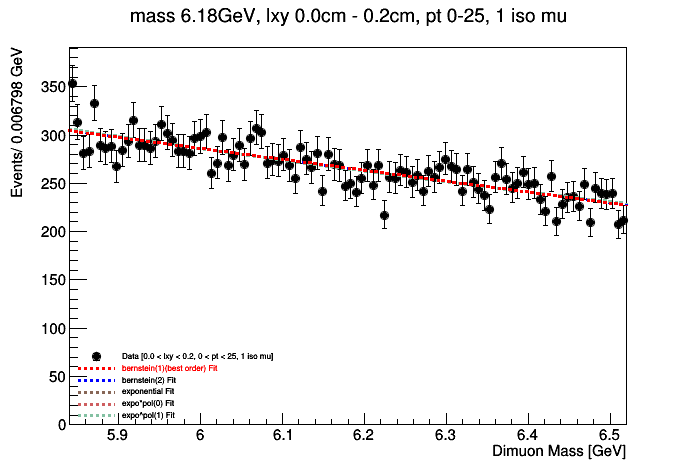 mass 6.18GeV, lxy 0.0cm - 0.2cm, pt 0-25, 1 iso mu
Events/ 0.006798 GeV
350
300
250
200
150
100
50
0
Data [0.0 < lxy < 0.2, 0 < pt < 25, 1 iso mu]
bernstein(1)(best order) Fit
bernstein(2) Fit
exponential Fit
expo*pol(0) Fit
expo*pol(1) Fit
5.9 6 6.1 6.2 6.3 6.4 6.5
Dimuon Mass [GeV]